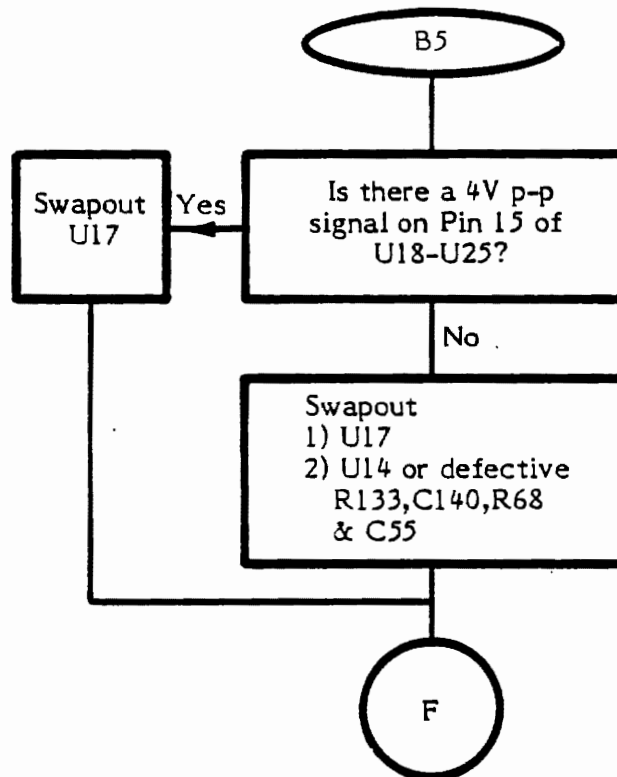 B5
Is there a 4V p-p
signal on Pin 15 of
U18-U25?
Yes
Swapout
U17
No
Swapout
1) U17
2) U14 or defective
R133,C140,R68
& C55
F